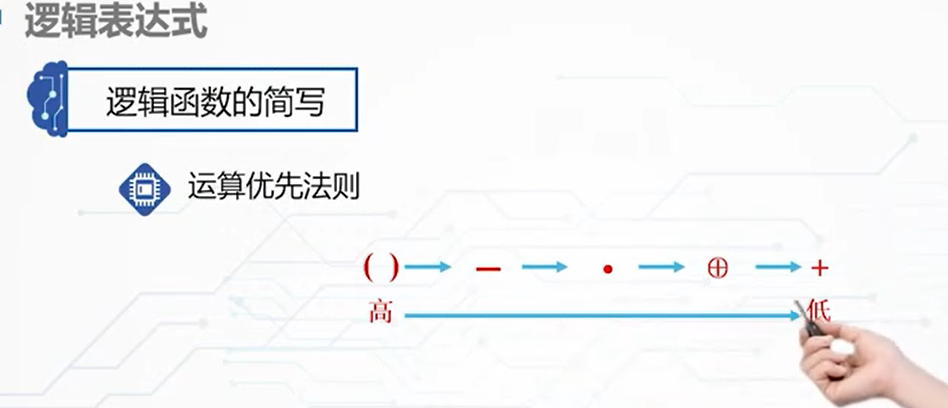 逻辑表达式
逻辑函数的简写
运算优先法则
( ) → — → • → ⊕ → +
高 → 低